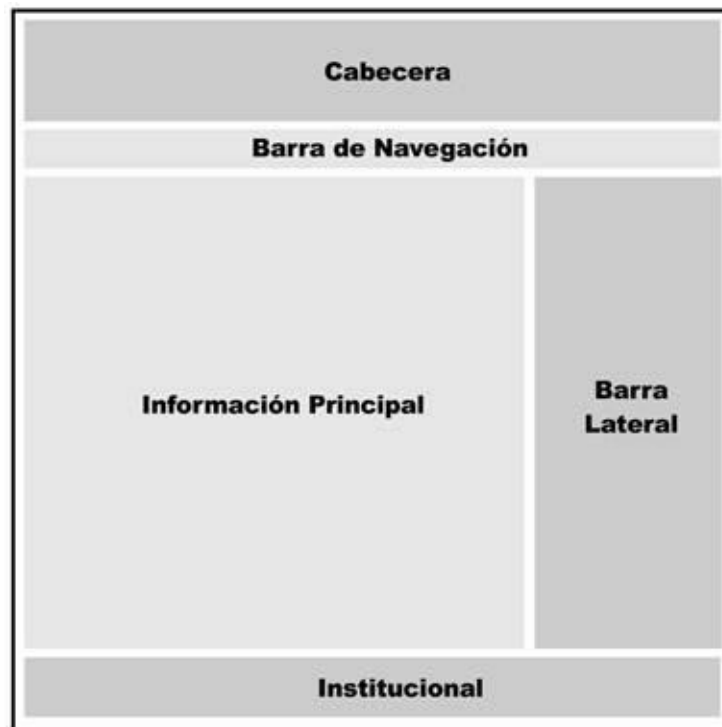 Cabecera
Barra de Navegación
Información Principal
Barra
Lateral
Institucional